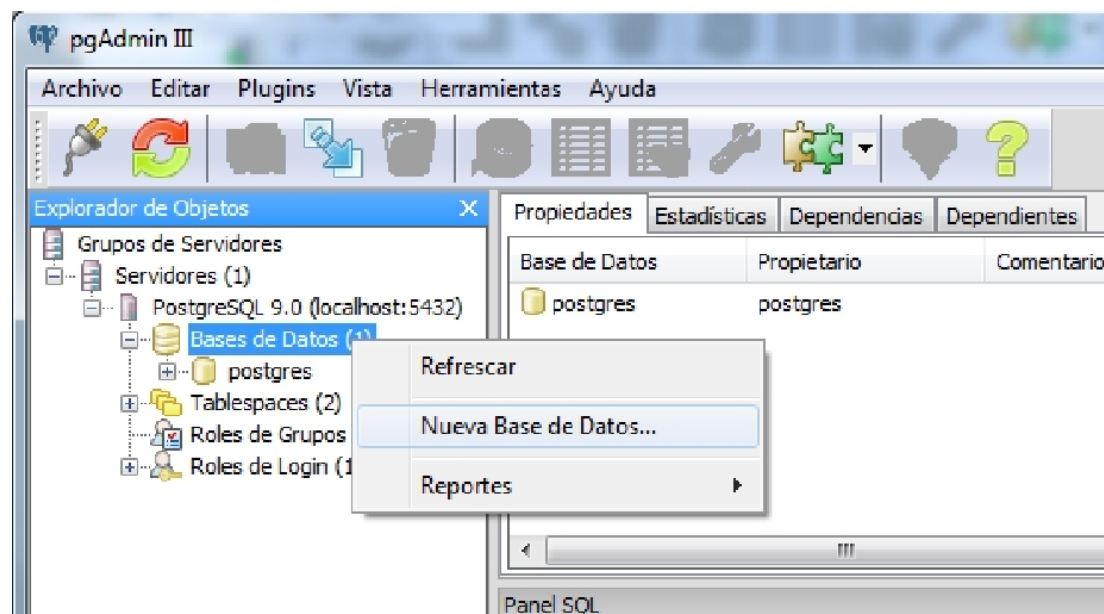 pgAdmin III
Archivo Editar Plugins Vista Herramientas Ayuda
Explorador de Objetos
Grupos de Servidores
Servidores (1)
PostgreSQL 9.0 (localhost:5432)
Bases de Datos (1)
postgres
Tablespaces (2)
Roles de Grupos
Roles de Login (1
Refrescar
Nueva Base de Datos...
Reportes
Propiedades Estadísticas Dependencias Dependientes
Base de Datos Propietario Comentario
postgres postgres
Panel SQL